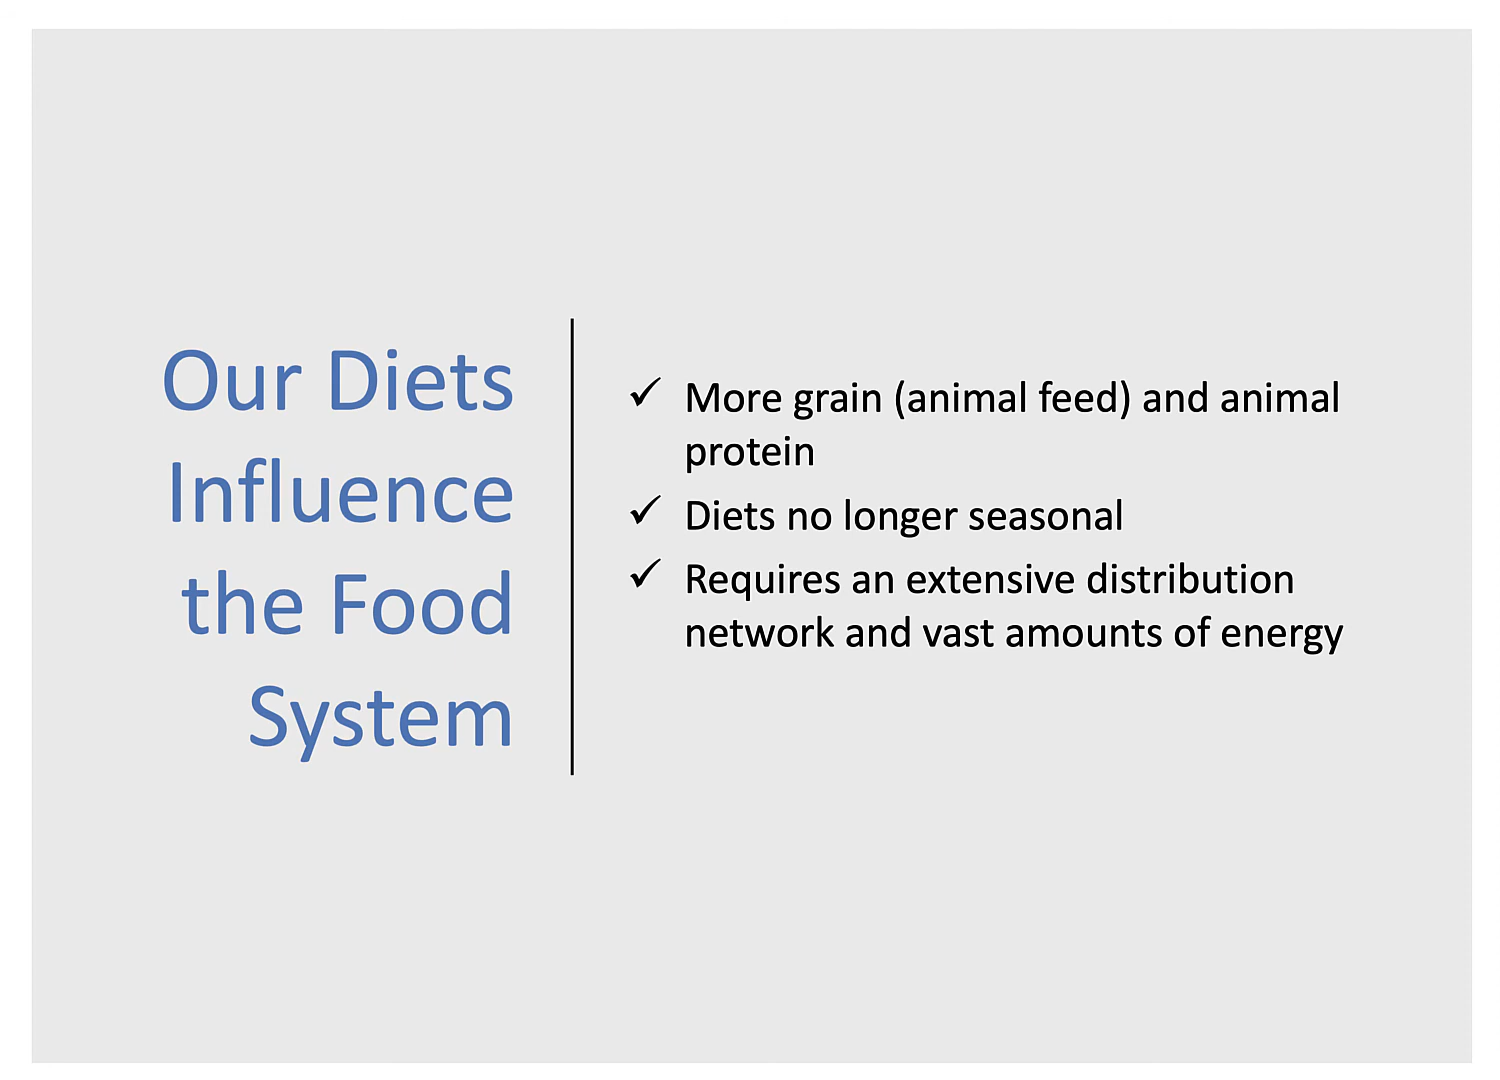 Our Diets
Influence
the Food
System
✓ More grain (animal feed) and animal
protein
✓ Diets no longer seasonal
✓ Requires an extensive distribution
network and vast amounts of energy